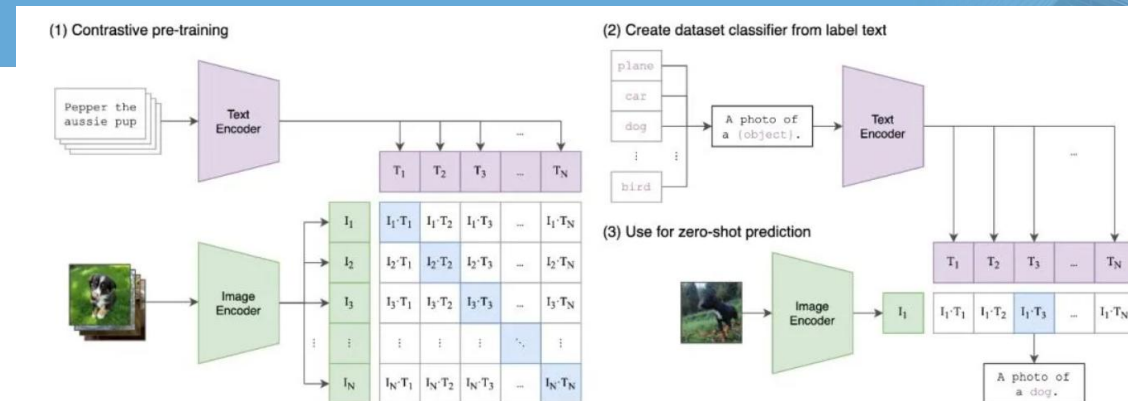 (1) Contrastive pre-training
Pepper the
aussie pup
Text
Encoder
...
T1 T2 T3 ... TN
Image
Encoder
I1 I1·T1 I1·T2 I1·T3 ... I1·TN
I2 I2·T1 I2·T2 I2·T3 ... I2·TN
I3 I3·T1 I3·T2 I3·T3 ... I3·TN
⋮ ⋮ ⋮ ⋮ ⋮ ⋱ ⋮
IN IN·T1 IN·T2 IN·T3 ... IN·TN
(2) Create dataset classifier from label text
plane
car
dog
⋮ ⋮
bird
A photo of
a {object}.
Text
Encoder
...
(3) Use for zero-shot prediction
T1 T2 T3 ... TN
Image
Encoder
I1 I1·T1 I1·T2 I1·T3 ... I1·TN
A photo of
a dog.